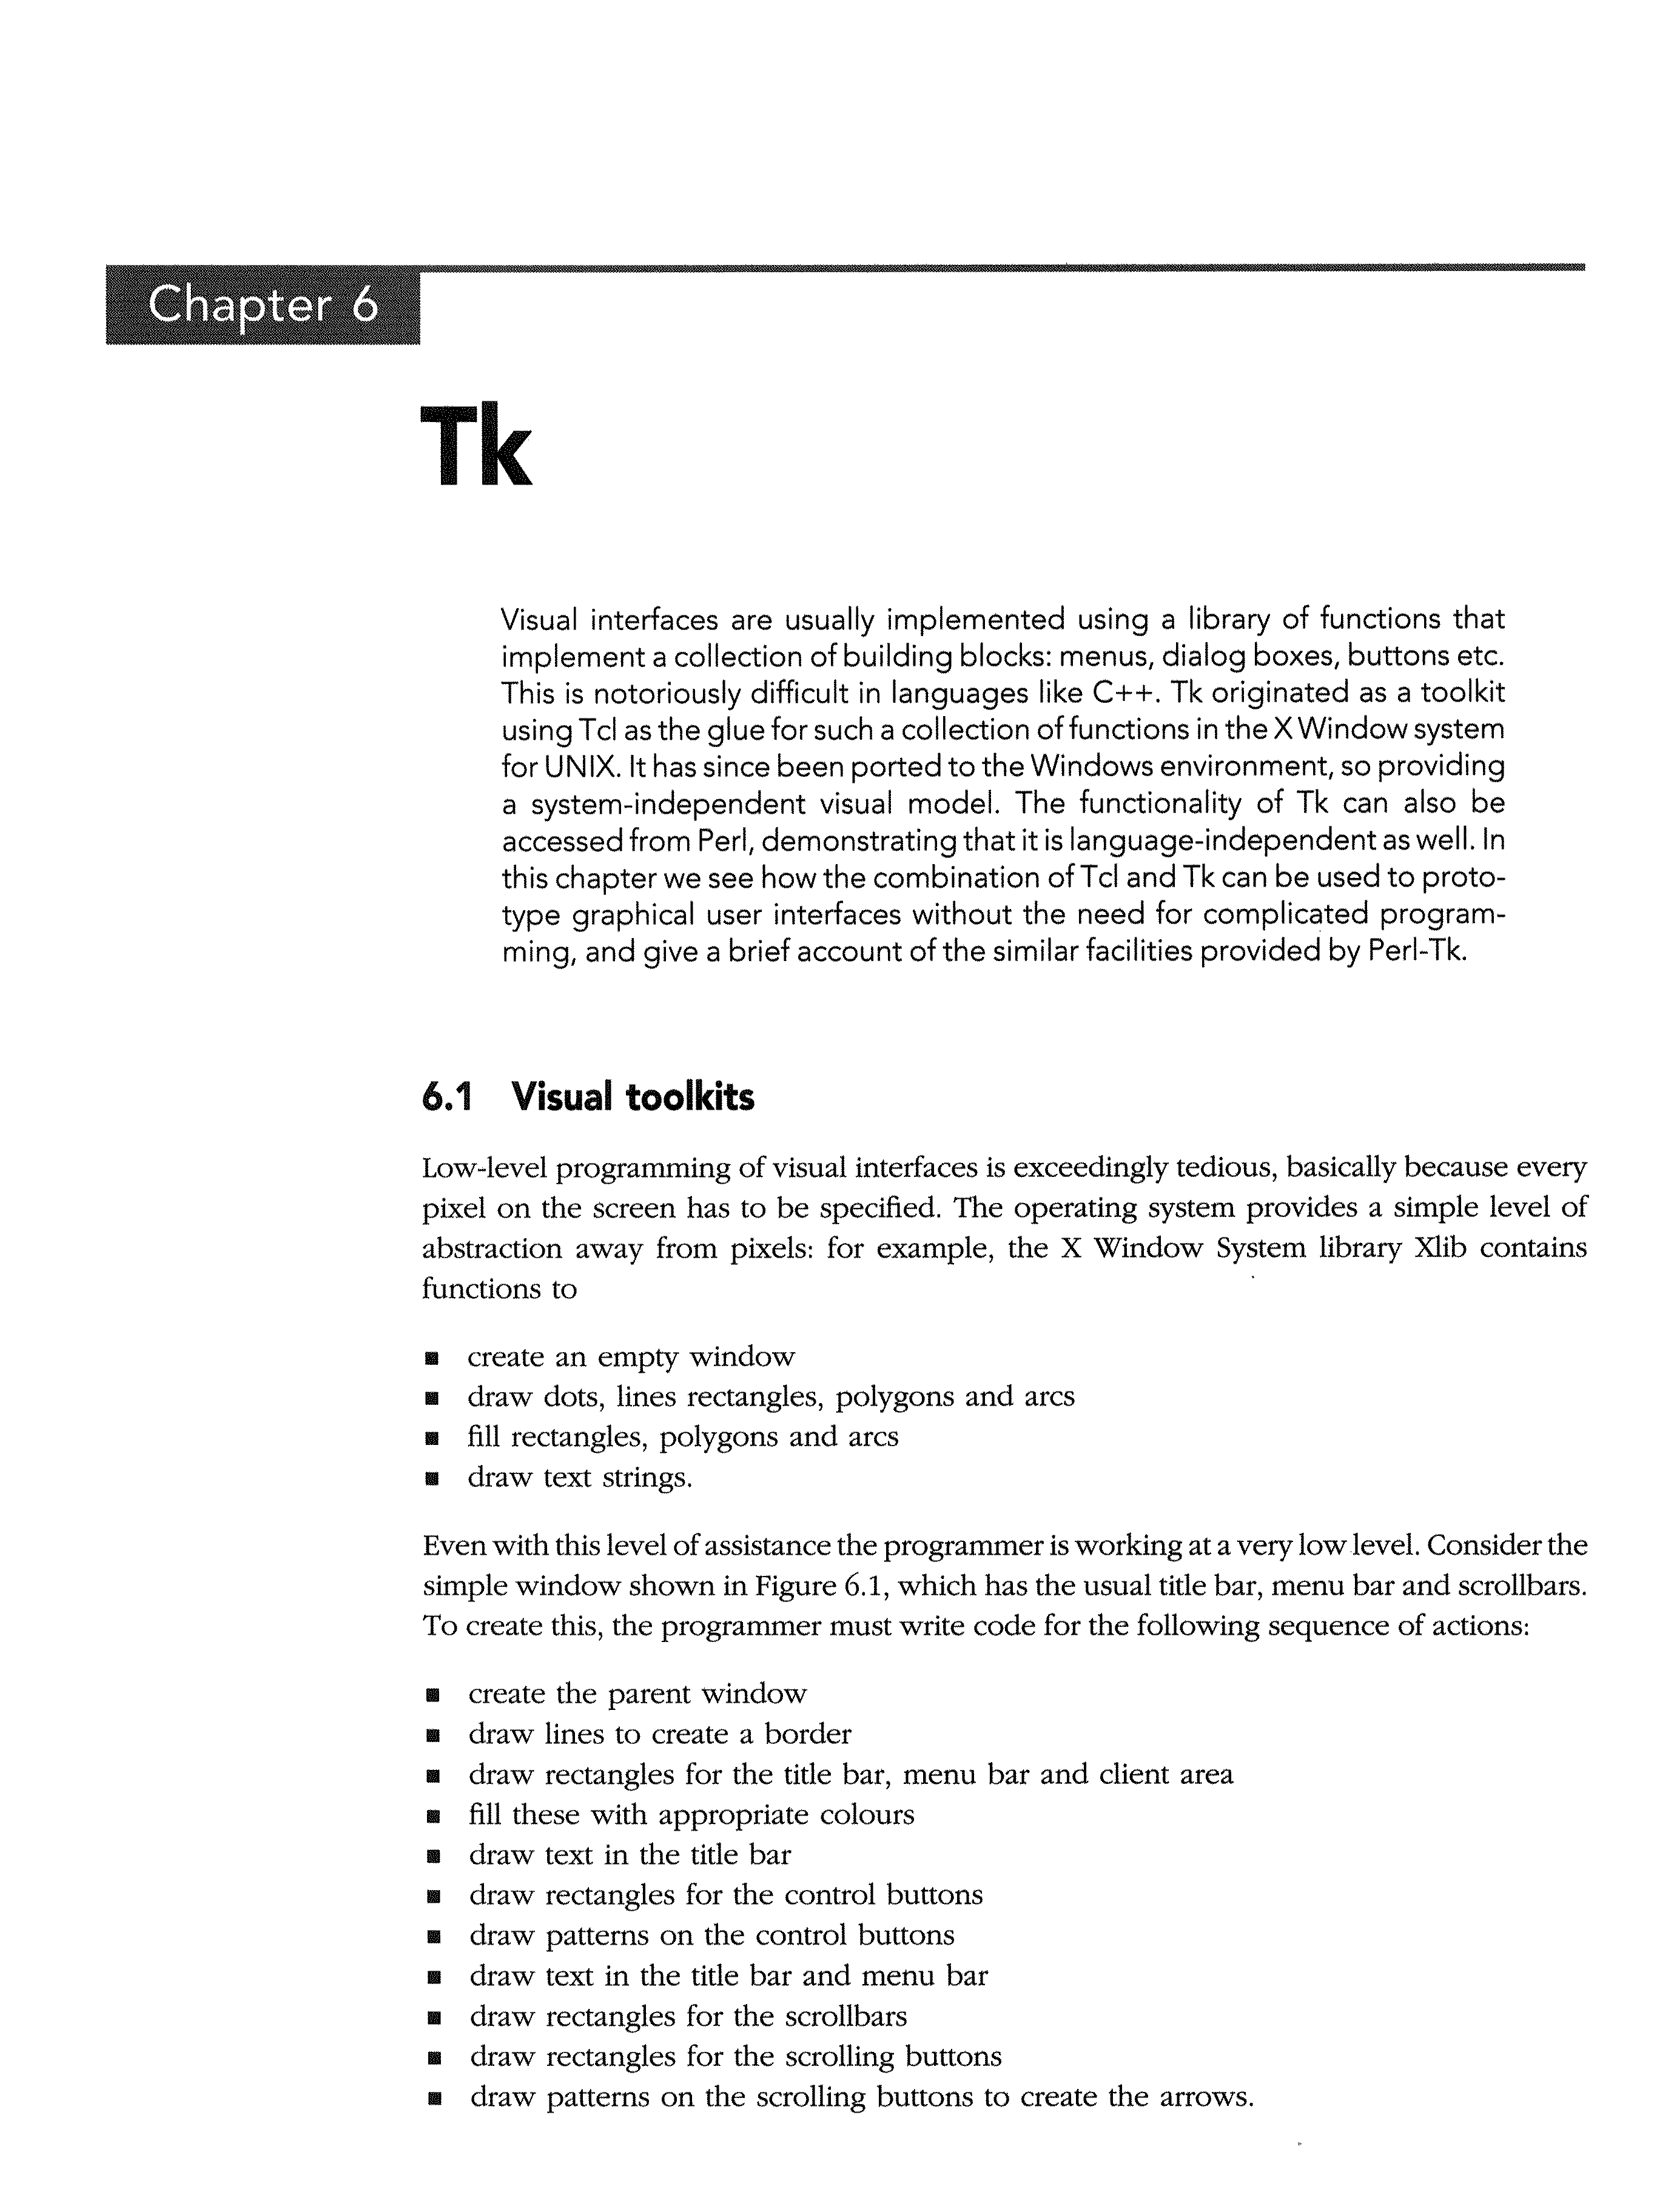 Chapter 6
Tk
Visual interfaces are usually implemented using a library of functions that
implement a collection of building blocks: menus, dialog boxes, buttons etc.
This is notoriously difficult in languages like C++. Tk originated as a toolkit
using Tcl as the glue for such a collection of functions in the X Window system
for UNIX. It has since been ported to the Windows environment, so providing
a system-independent visual model. The functionality of Tk can also be
accessed from Perl, demonstrating that it is language-independent as well. In
this chapter we see how the combination of Tcl and Tk can be used to proto-
type graphical user interfaces without the need for complicated program-
ming, and give a brief account of the similar facilities provided by Perl-Tk.
6.1 Visual toolkits
Low-level programming of visual interfaces is exceedingly tedious, basically because every
pixel on the screen has to be specified. The operating system provides a simple level of
abstraction away from pixels: for example, the X Window System library Xlib contains
functions to
■ create an empty window
■ draw dots, lines rectangles, polygons and arcs
■ fill rectangles, polygons and arcs
■ draw text strings.
Even with this level of assistance the programmer is working at a very low level. Consider the
simple window shown in Figure 6.1, which has the usual title bar, menu bar and scrollbars.
To create this, the programmer must write code for the following sequence of actions:
■ create the parent window
■ draw lines to create a border
■ draw rectangles for the title bar, menu bar and client area
■ fill these with appropriate colours
■ draw text in the title bar
■ draw rectangles for the control buttons
■ draw patterns on the control buttons
■ draw text in the title bar and menu bar
■ draw rectangles for the scrollbars
■ draw rectangles for the scrolling buttons
■ draw patterns on the scrolling buttons to create the arrows.